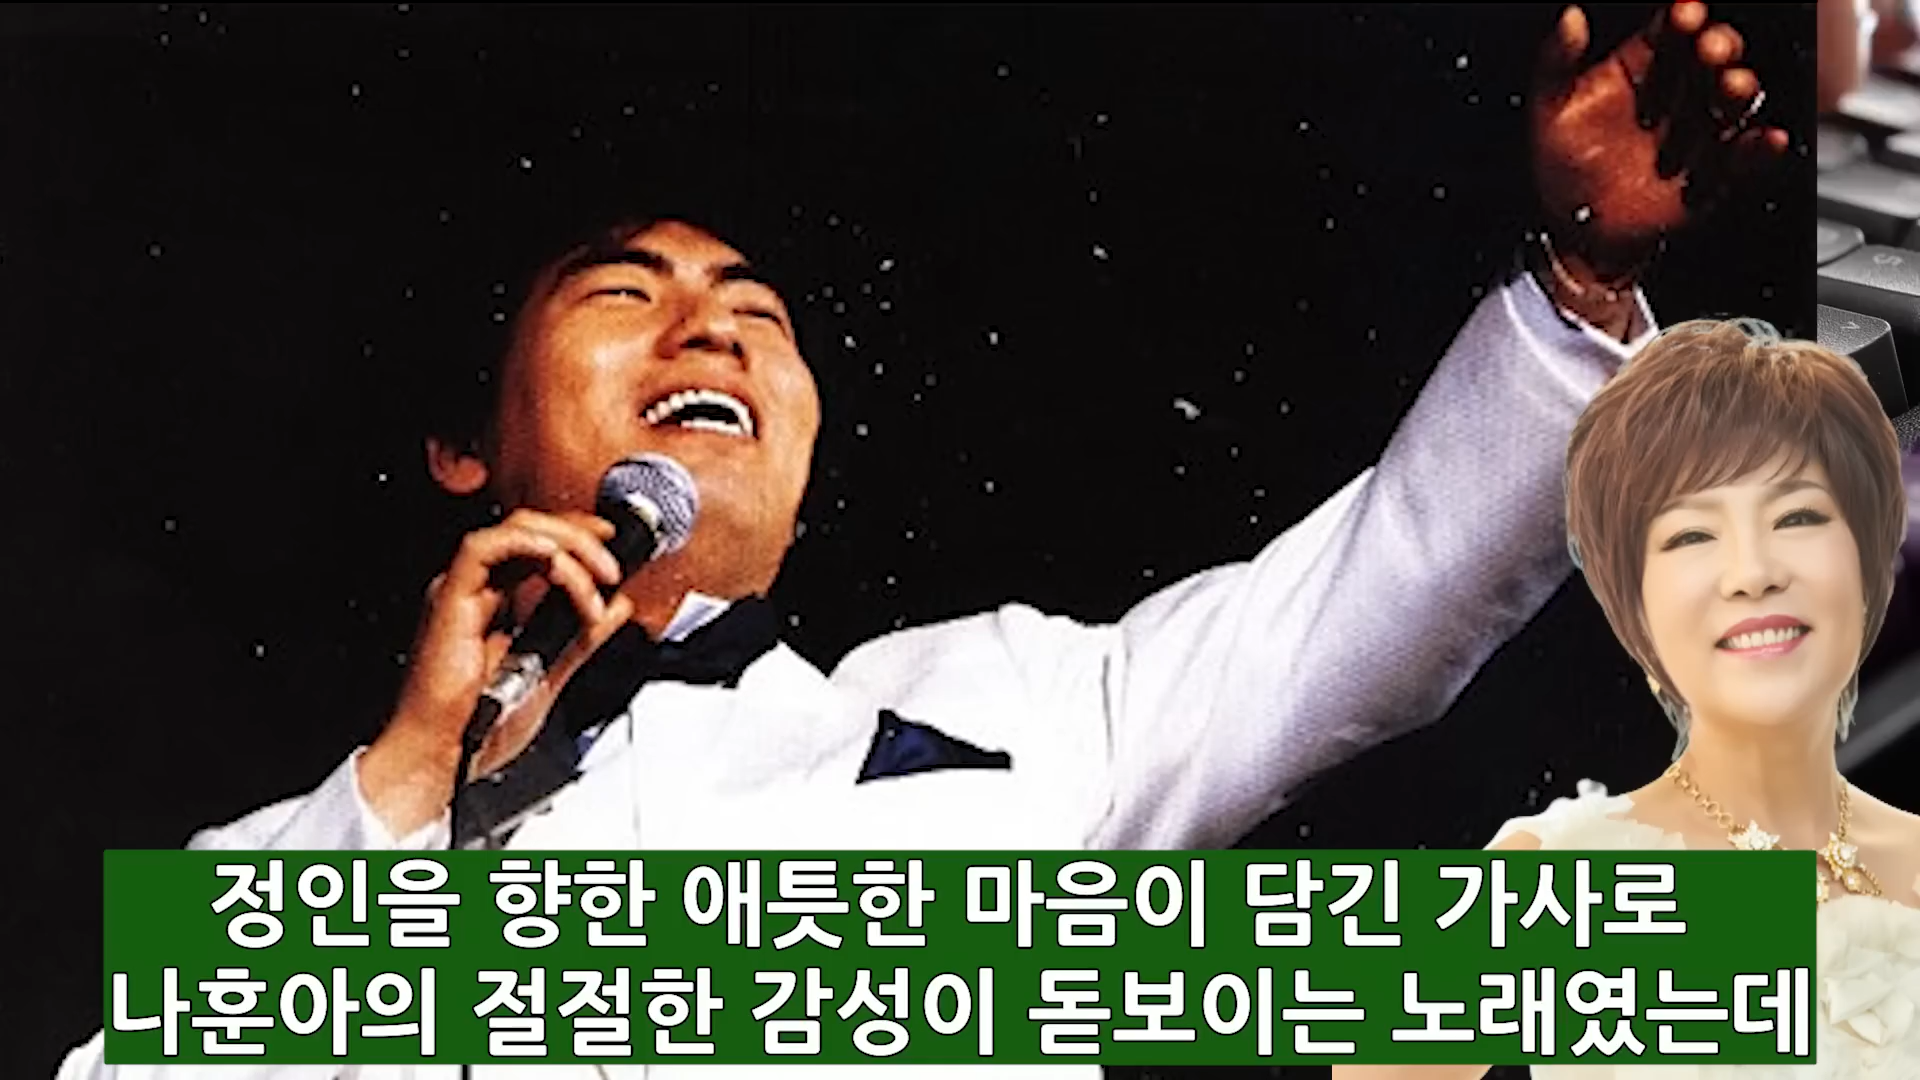 정인을 향한 애틋한 마음이 담긴 가사로
나훈아의 절절한 감성이 돋보이는 노래였는데